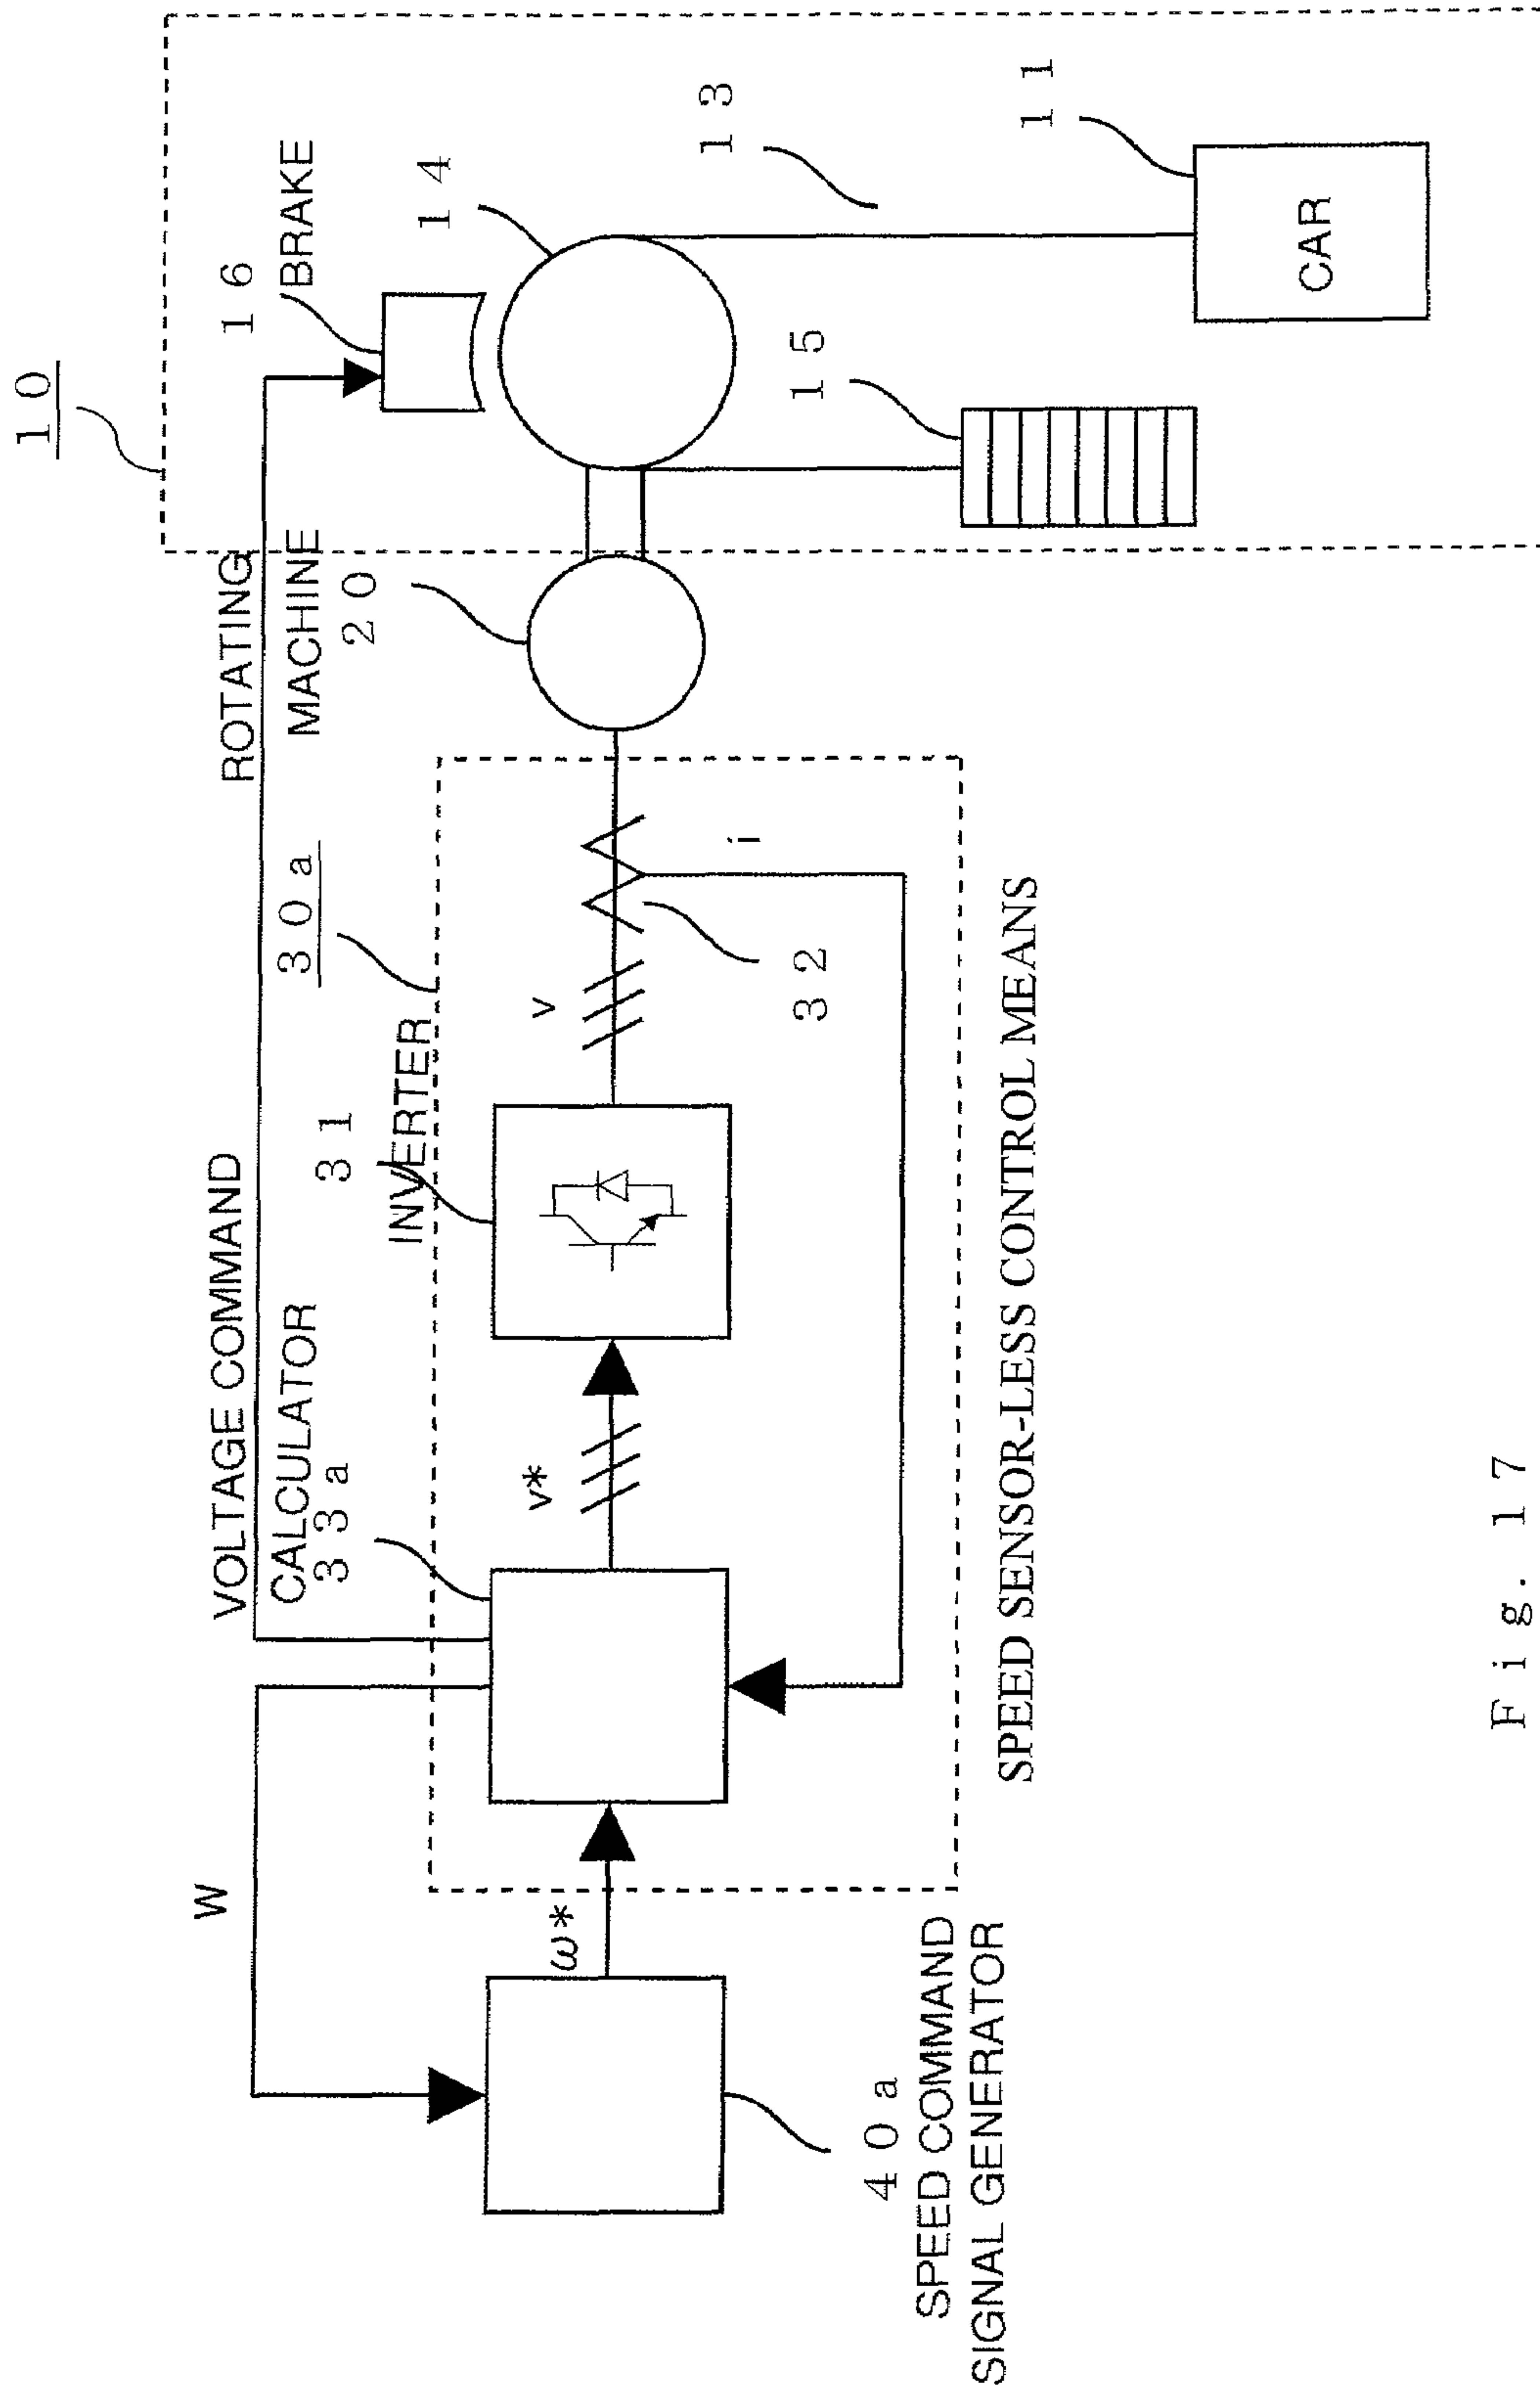 10
16
BRAKE
14
13
11
CAR
15
ROTATING
MACHINE
20
30a
i
v
32
INVERTER
31
VOLTAGE COMMAND
CALCULATOR
33a
v*
SPEED SENSOR-LESS CONTROL MEANS
W
ω*
40a
SPEED COMMAND
SIGNAL GENERATOR
Fig. 17